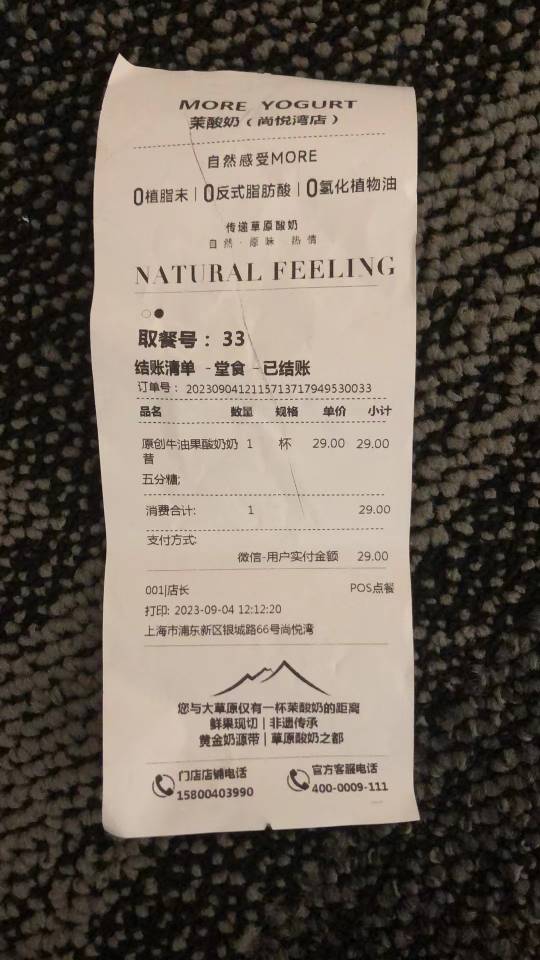 MORE YOGURT
茉酸奶（尚悦湾店）
自然感受MORE
0植脂末 | 0反式脂肪酸 | 0氢化植物油
传递草原酸奶
自然·原味·热情
NATURAL FEELING
取餐号：33
结账清单 -堂食 -已结账
订单号：20230904121157137179495300​33
品名 数量 规格 单价 小计
原创牛油果酸奶奶 1 杯 29.00 29.00
昔
五分糖;
消费合计: 1 29.00
支付方式:
微信-用户实付金额 29.00
001|店长 POS点餐
打印: 2023-09-04 12:12:20
上海市浦东新区银城路66号尚悦湾
您与大草原仅有一杯茉酸奶的距离
鲜果现切 | 非遗传承
黄金奶源带 | 草原酸奶之都
门店店铺电话 官方客服电话
15800403990 400-0009-111